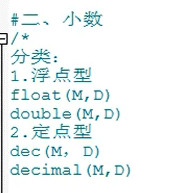 #二、小数
/*
分类：
1.浮点型
float(M,D)
double(M,D)
2.定点型
dec(M，D)
decimal(M,D)